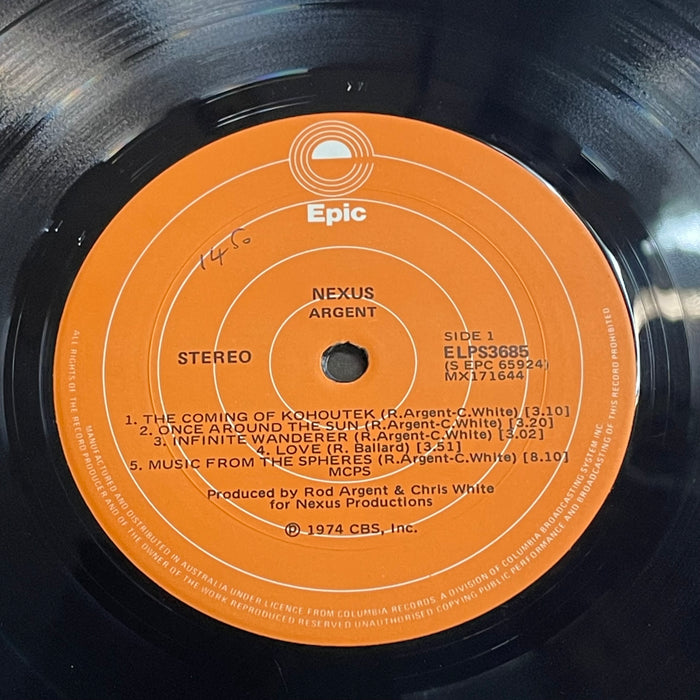 Epic
1450
NEXUS
ARGENT
STEREO
SIDE 1
ELPS3685
(S EPC 65924)
MX171644
1. THE COMING OF KOHOUTEK (R.Argent-C.White) [3.10]
2. ONCE AROUND THE SUN (R.Argent-C.White) [3.20]
3. INFINITE WANDERER (R.Argent-C.White) [3.02]
4. LOVE (R. Ballard) [3.51]
5. MUSIC FROM THE SPHERES (R.Argent-C.White) [8.10]
MCPS
Produced by Rod Argent & Chris White
for Nexus Productions
℗ 1974 CBS, Inc.
MANUFACTURED AND DISTRIBUTED IN AUSTRALIA UNDER LICENCE FROM COLUMBIA RECORDS. A DIVISION OF COLUMBIA BROADCASTING SYSTEM INC
ALL RIGHTS OF THE RECORD PRODUCER AND OF THE OWNER OF THE WORK REPRODUCED RESERVED UNAUTHORISED COPYING PUBLIC PERFORMANCE AND BROADCASTING OF THIS RECORD PROHIBITED